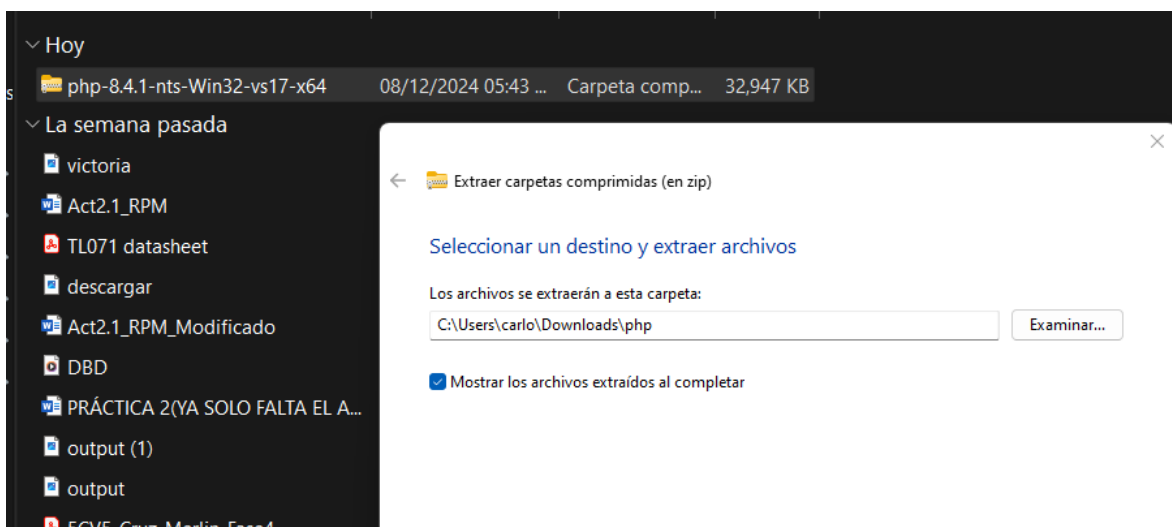 Hoy
php-8.4.1-nts-Win32-vs17-x64 08/12/2024 05:43 ... Carpeta comp... 32,947 KB
s
La semana pasada
victoria
Extraer carpetas comprimidas (en zip)
Act2.1_RPM
TL071 datasheet
Seleccionar un destino y extraer archivos
descargar
Los archivos se extraerán a esta carpeta:
Act2.1_RPM_Modificado
C:\Users\carlo\Downloads\php
Examinar...
DBD
Mostrar los archivos extraídos al completar
PRÁCTICA 2(YA SOLO FALTA EL A...
output (1)
output